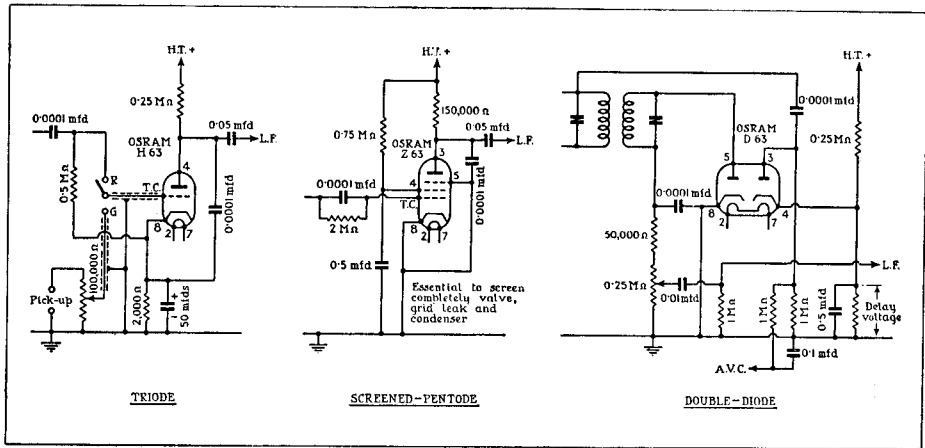 H.T. +
0·25 MΩ
0·0001 mfd
0·05 mfd
L.F.
OSRAM
H 63
4
R
T.C.
0·5 MΩ
G
8
2
7
0·0001 mfd
100,000 Ω
Pick-up
2,000 Ω
+
50 mfds
TRIODE
H.T. +
150,000 Ω
0·75 MΩ
0·05 mfd
L.F.
OSRAM
Z 63
3
5
4
T.C.
0·0001 mfd
2 MΩ
8
2
7
0·0001 mfd
0·5 mfd
Essential to screen
completely valve,
grid leak and
condenser
SCREENED-PENTODE
H.T. +
0·0001 mfd
0·25 MΩ
OSRAM
D 63
5
3
0·0001 mfd
8
2
7
4
50,000 Ω
0·25 MΩ
0·01 mfd
L.F.
1 MΩ
1 MΩ
1 MΩ
0·5 mfd
Delay
voltage
0·1 mfd
A.V.C.
DOUBLE-DIODE